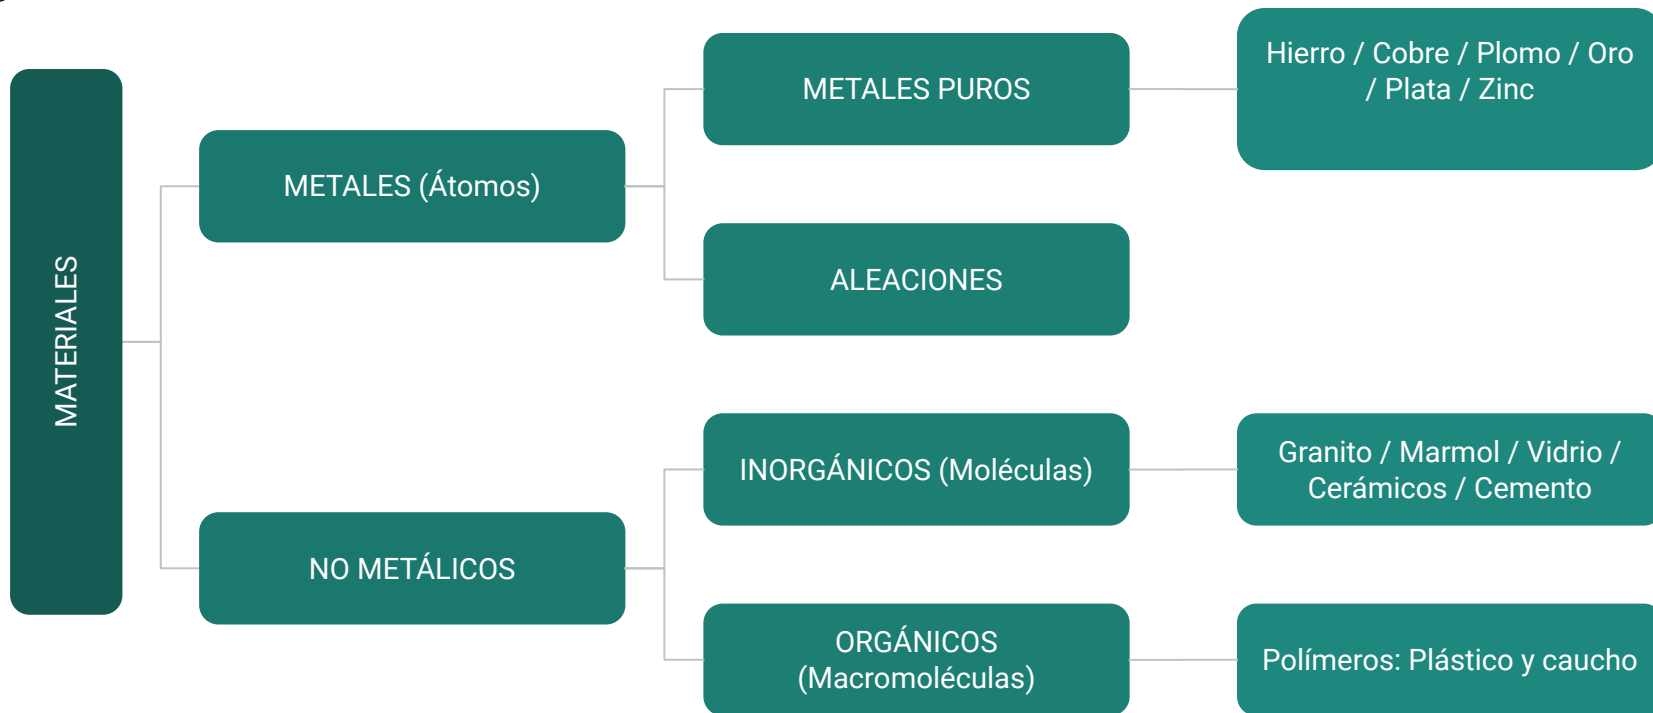 MATERIALES
METALES (Átomos)
METALES PUROS
Hierro / Cobre / Plomo / Oro
/ Plata / Zinc
ALEACIONES
NO METÁLICOS
INORGÁNICOS (Moléculas)
Granito / Marmol / Vidrio /
Cerámicos / Cemento
ORGÁNICOS
(Macromoléculas)
Polímeros: Plástico y caucho